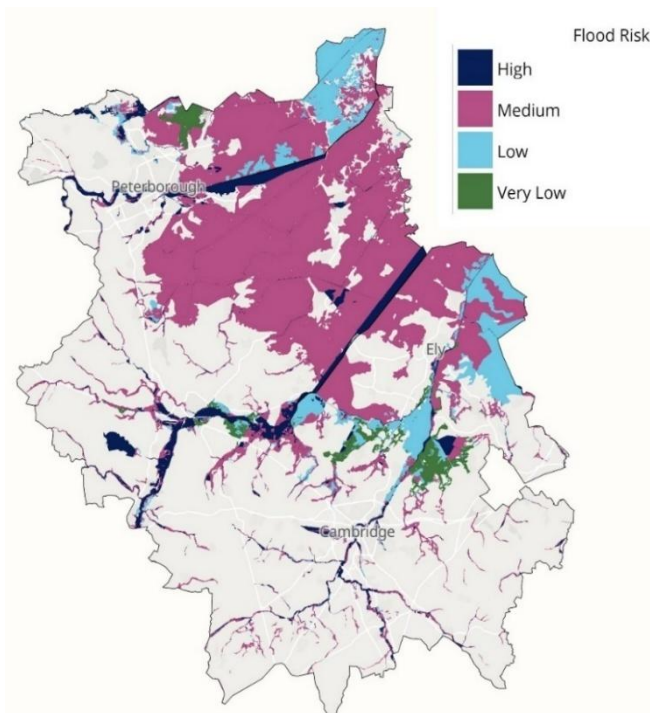 Flood Risk
High
Medium
Low
Very Low
Peterborough
Ely
Cambridge